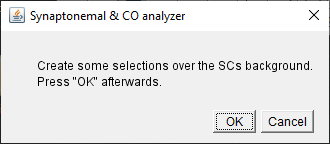 Synaptonemal & CO analyzer
Create some selections over the SCs background.
Press "OK" afterwards.
OK
Cancel